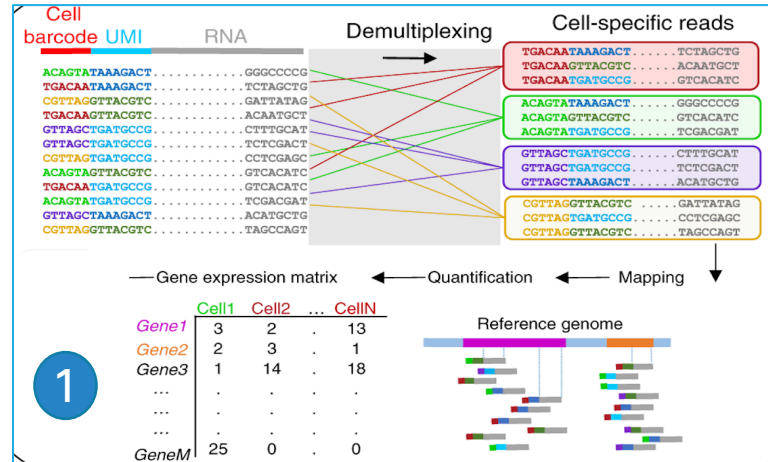 Cell barcode UMI RNA
Demultiplexing
Cell-specific reads
ACAGTATAAAGACT...........GGGCCCCG
TGACAATAAAGACT...........TCTAGCTG
CGTTAGGTTACGTC...........GATTATAG
TGACAAGTTACGTC...........ACAATGCT
GTTAGCTGATGCCG...........CTTTGCAT
GTTAGCTGATGCCG...........TCTCGACT
CGTTAGTGATGCCG...........CCTCGAGC
ACAGTAGTTACGTC...........GTCACATC
TGACAATGATGCCG...........GTCACATC
ACAGTATGATGCCG...........TCGACGAT
GTTAGCTAAAGACT...........ACATGCTG
CGTTAGGTTACGTC...........TAGCCAGT
TGACAATAAAGACT......TCTAGCTG
TGACAAGTTACGTC......ACAATGCT
TGACAATGATGCCG......GTCACATC
ACAGTATAAAGACT......GGGCCCCG
ACAGTAGTTACGTC......GTCACATC
ACAGTATGATGCCG......TCGACGAT
GTTAGCTGATGCCG......CTTTGCAT
GTTAGCTGATGCCG......TCTCGACT
GTTAGCTAAAGACT......ACATGCTG
CGTTAGGTTACGTC......GATTATAG
CGTTAGTGATGCCG......CCTCGAGC
CGTTAGGTTACGTC......TAGCCAGT
Mapping
Quantification
Gene expression matrix
Cell1 Cell2 ... CellN
Gene1 3 2 . 13
Gene2 2 3 . 1
Gene3 1 14 . 18
... . . .
... . . .
... . . .
GeneM 25 0 . 0
Reference genome
1